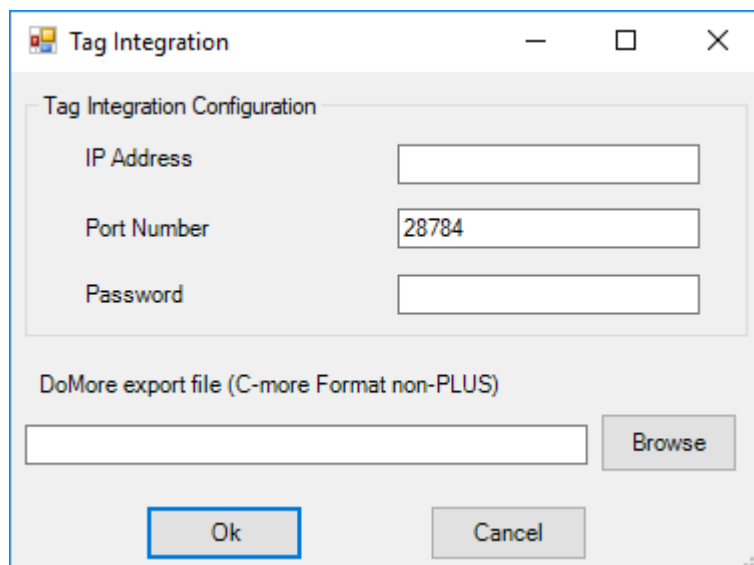 Tag Integration
Tag Integration Configuration
IP Address
Port Number 28784
Password
DoMore export file (C-more Format non-PLUS)
Browse
Ok Cancel